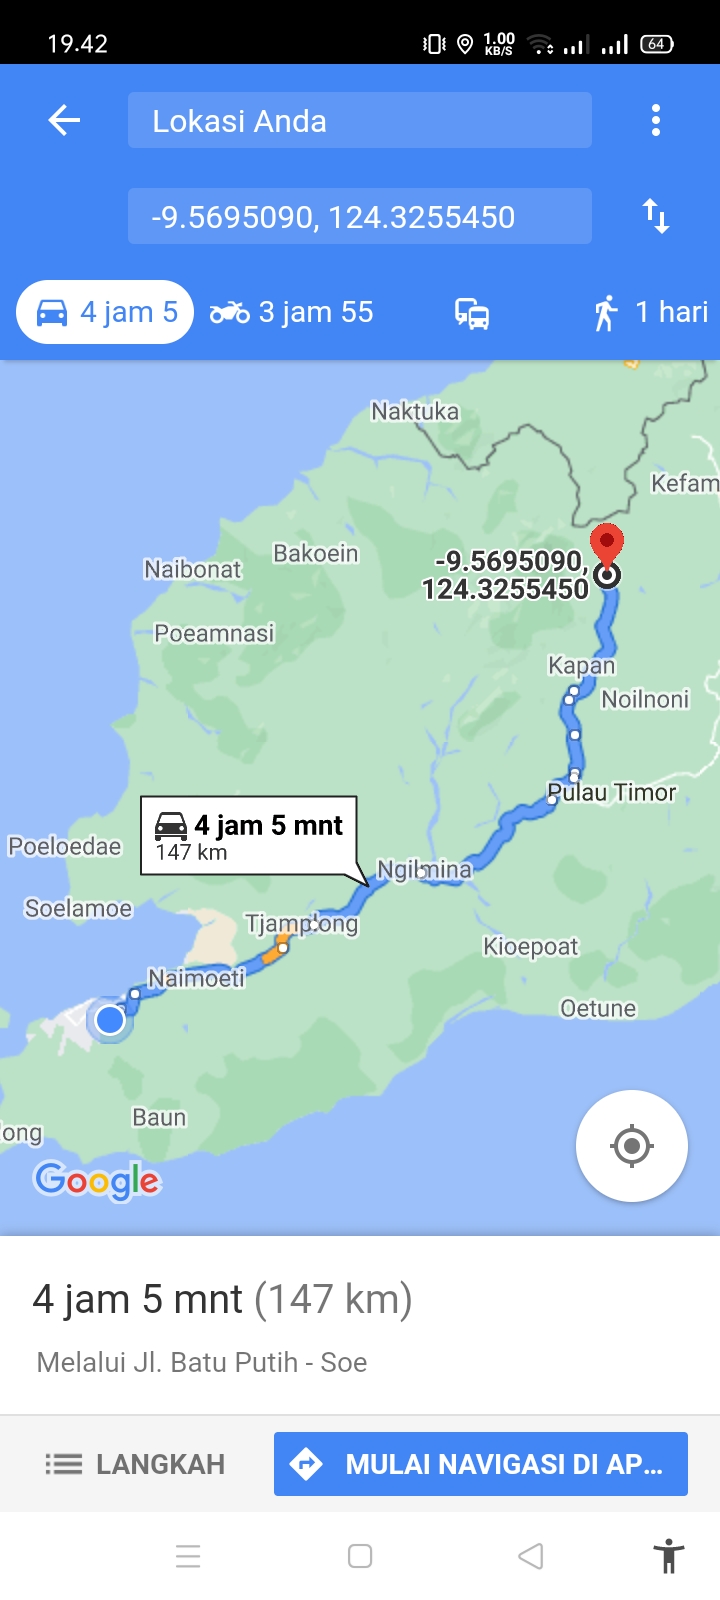 19.42
1.00
KB/S
64
Lokasi Anda
-9.5695090, 124.3255450
4 jam 5
3 jam 55
1 hari
Naktuka
Kefam
Bakoein
-9.5695090,
124.3255450
Naibonat
Poeamnasi
Kapan
Noilnoni
Pulau Timor
4 jam 5 mnt
147 km
Poeloedae
Ngilmina
Soelamoe
Tjamplong
Kioepoat
Naimoeti
Oetune
Baun
ong
Google
4 jam 5 mnt (147 km)
Melalui Jl. Batu Putih - Soe
LANGKAH
MULAI NAVIGASI DI AP...